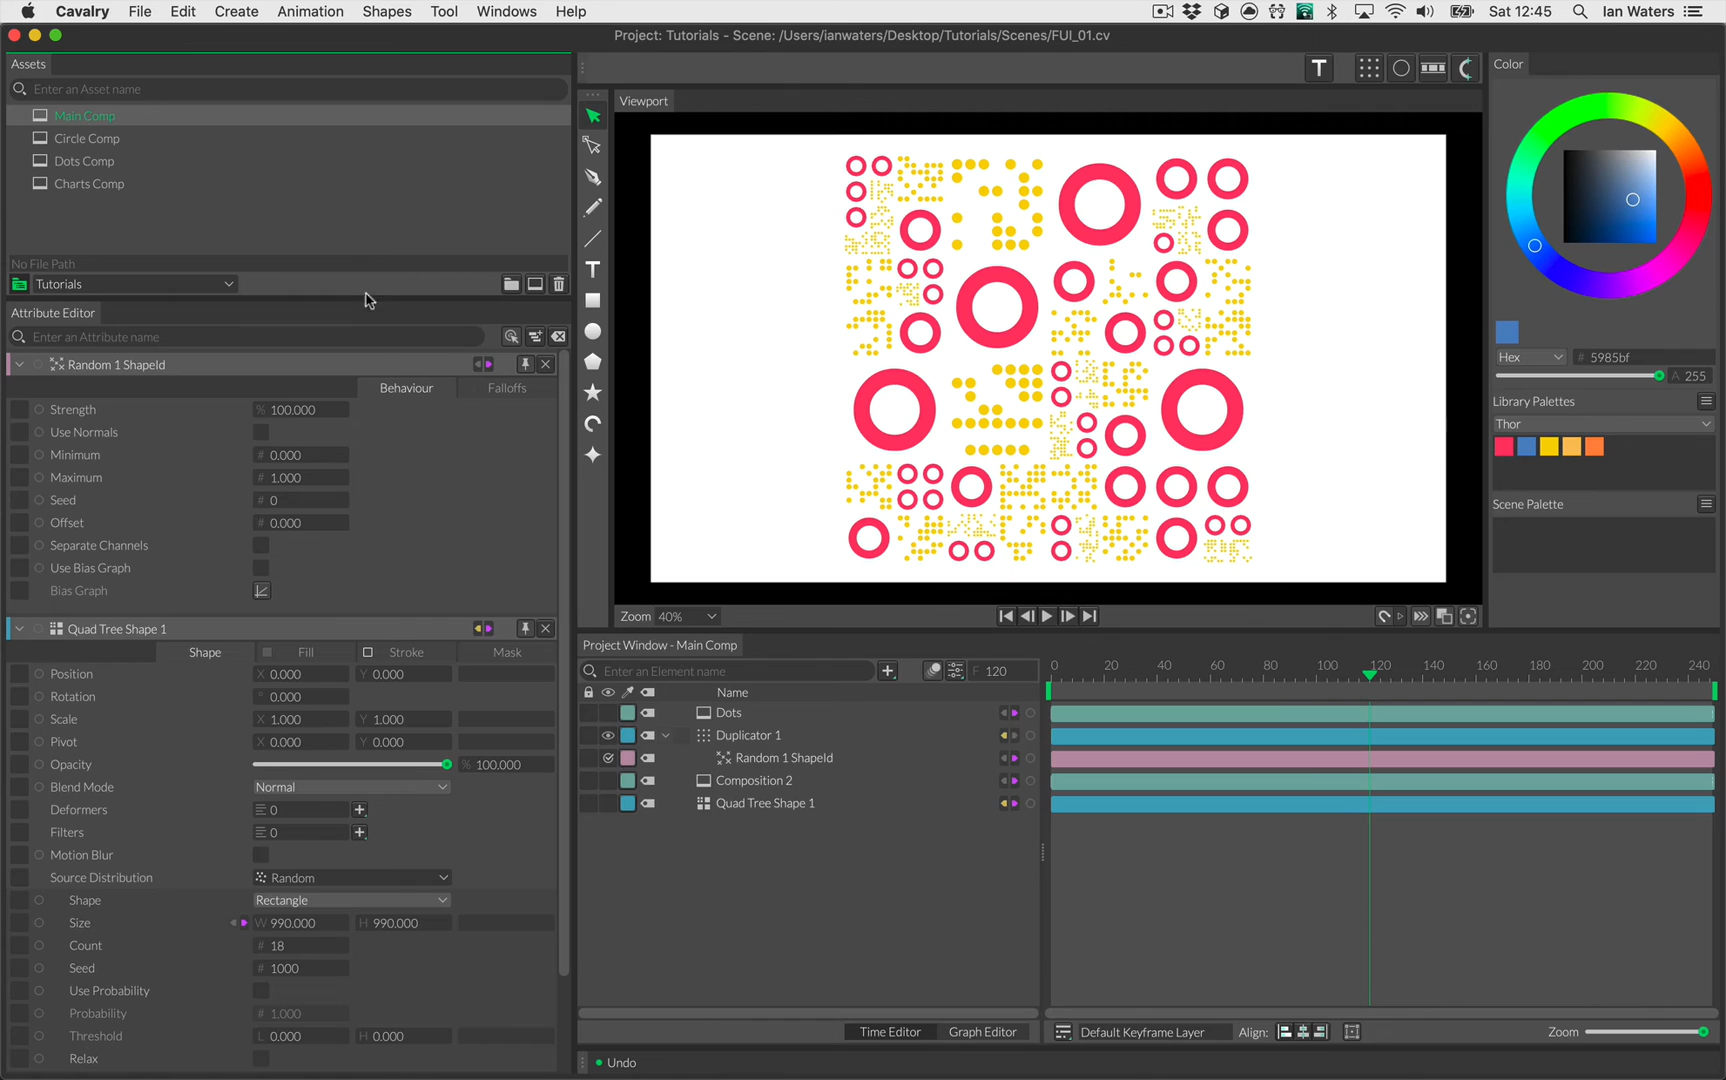 Cavalry File Edit Create Animation Shapes Tool Windows Help Sat 12:45 Ian Waters
Project: Tutorials - Scene: /Users/ianwaters/Desktop/Tutorials/Scenes/FUI_01.cv
Assets
Enter an Asset name
Main Comp
Circle Comp
Dots Comp
Charts Comp
No File Path
Tutorials
Attribute Editor
Enter an Attribute name
Random 1 ShapeId
Behaviour Falloffs
Strength % 100.000
Use Normals
Minimum # 0.000
Maximum # 1.000
Seed # 0
Offset # 0.000
Separate Channels
Use Bias Graph
Bias Graph
Quad Tree Shape 1
Shape Fill Stroke Mask
Position X 0.000 Y 0.000
Rotation ° 0.000
Scale X 1.000 Y 1.000
Pivot X 0.000 Y 0.000
Opacity % 100.000
Blend Mode Normal
Deformers 0
Filters 0
Motion Blur
Source Distribution Random
Shape Rectangle
Size W 990.000 H 990.000
Count # 18
Seed # 1000
Use Probability
Probability # 1.000
Threshold L 0.000 H 0.000
Relax
Viewport
Zoom 40%
Project Window - Main Comp
Enter an Element name F 120
0 20 40 60 80 100 120 140 160 180 200 220 240
Name
Dots
Duplicator 1
Random 1 ShapeId
Composition 2
Quad Tree Shape 1
Time Editor Graph Editor Default Keyframe Layer Align: Zoom
Undo
Color
Hex # 5985bf
A 255
Library Palettes
Thor
Scene Palette